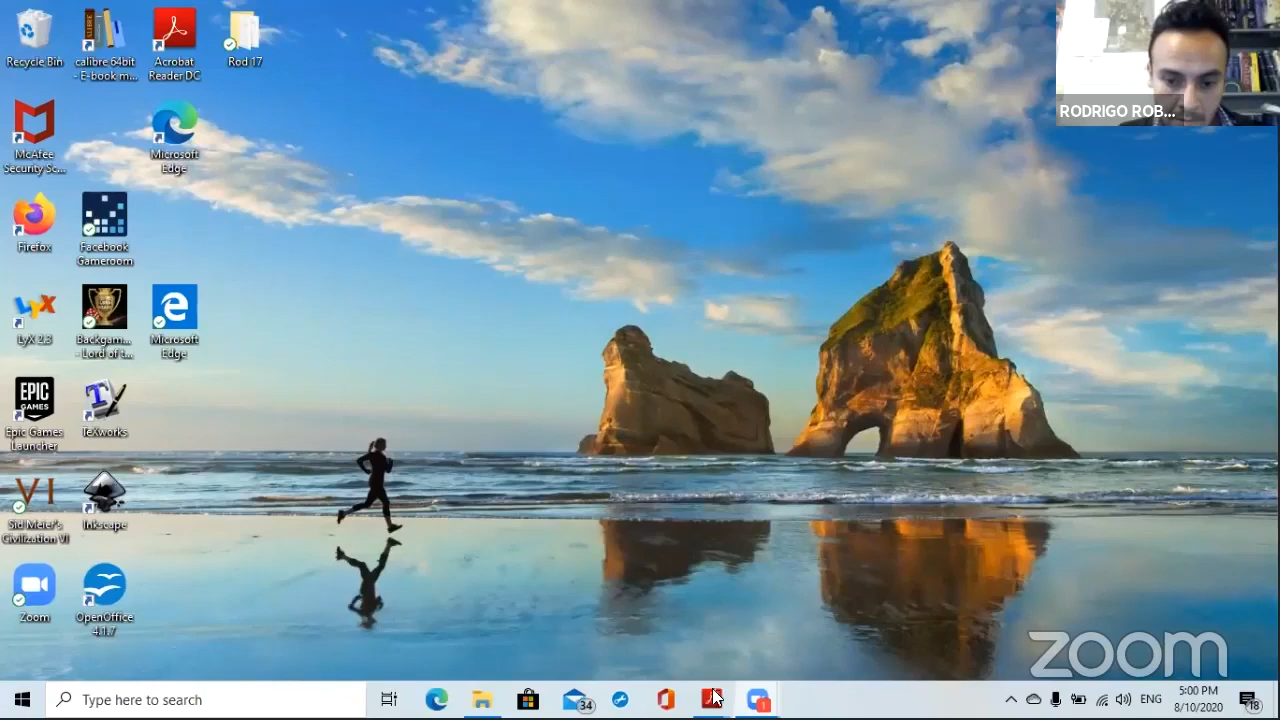 Recycle Bin
calibre 64bit
- E-book m...
Acrobat
Reader DC
Rod 17
RODRIGO ROB...
McAfee
Security Sc...
Microsoft
Edge
Firefox
Facebook
Gameroom
LyX 2.3
Backgam...
- Lord of t...
Microsoft
Edge
EPIC
GAMES
Epic Games
Launcher
TeXworks
VI
Sid Meier's
Civilization VI
Inkscape
Zoom
OpenOffice
4.1.7
zoom
Type here to search
34
1
ENG
5:00 PM
8/10/2020
18